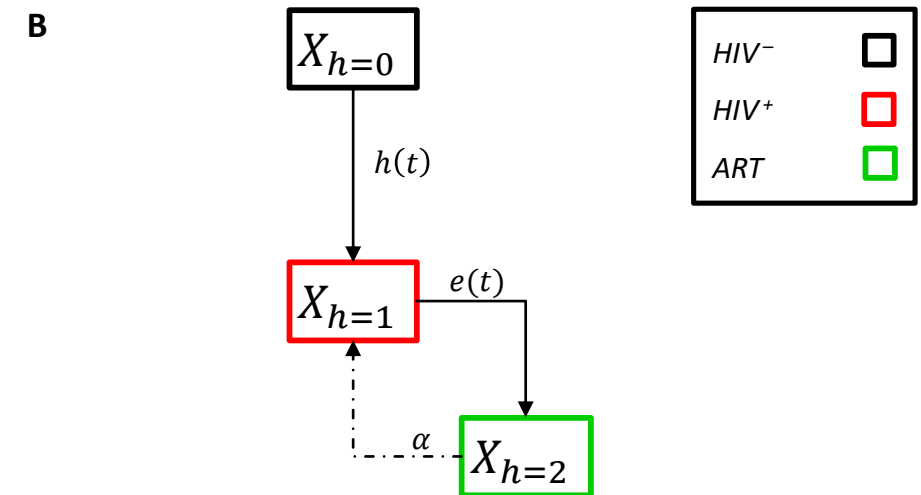 B
X_{h=0}
HIV⁻
HIV⁺
ART
h(t)
X_{h=1}
e(t)
α
X_{h=2}